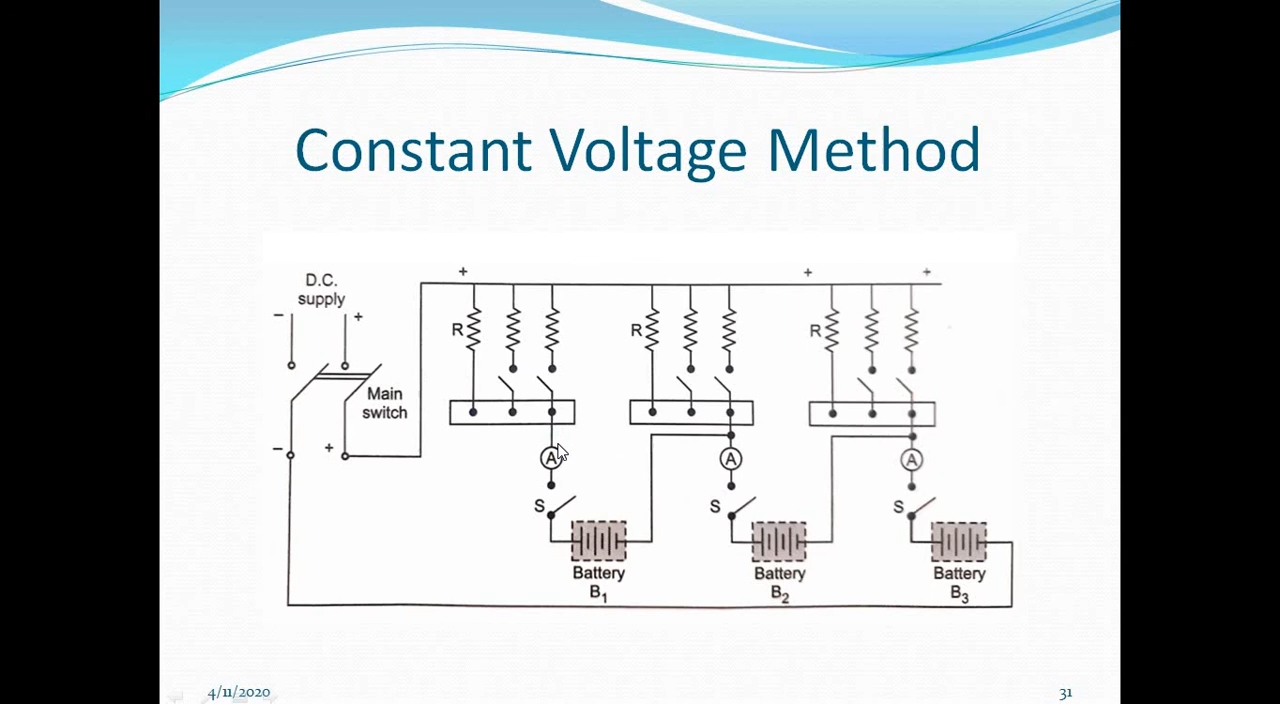 Constant Voltage Method
+ + +
D.C.
supply
− +
R R R
Main
switch
− +
A A A
S S S
Battery Battery Battery
B1 B2 B3
4/11/2020 31